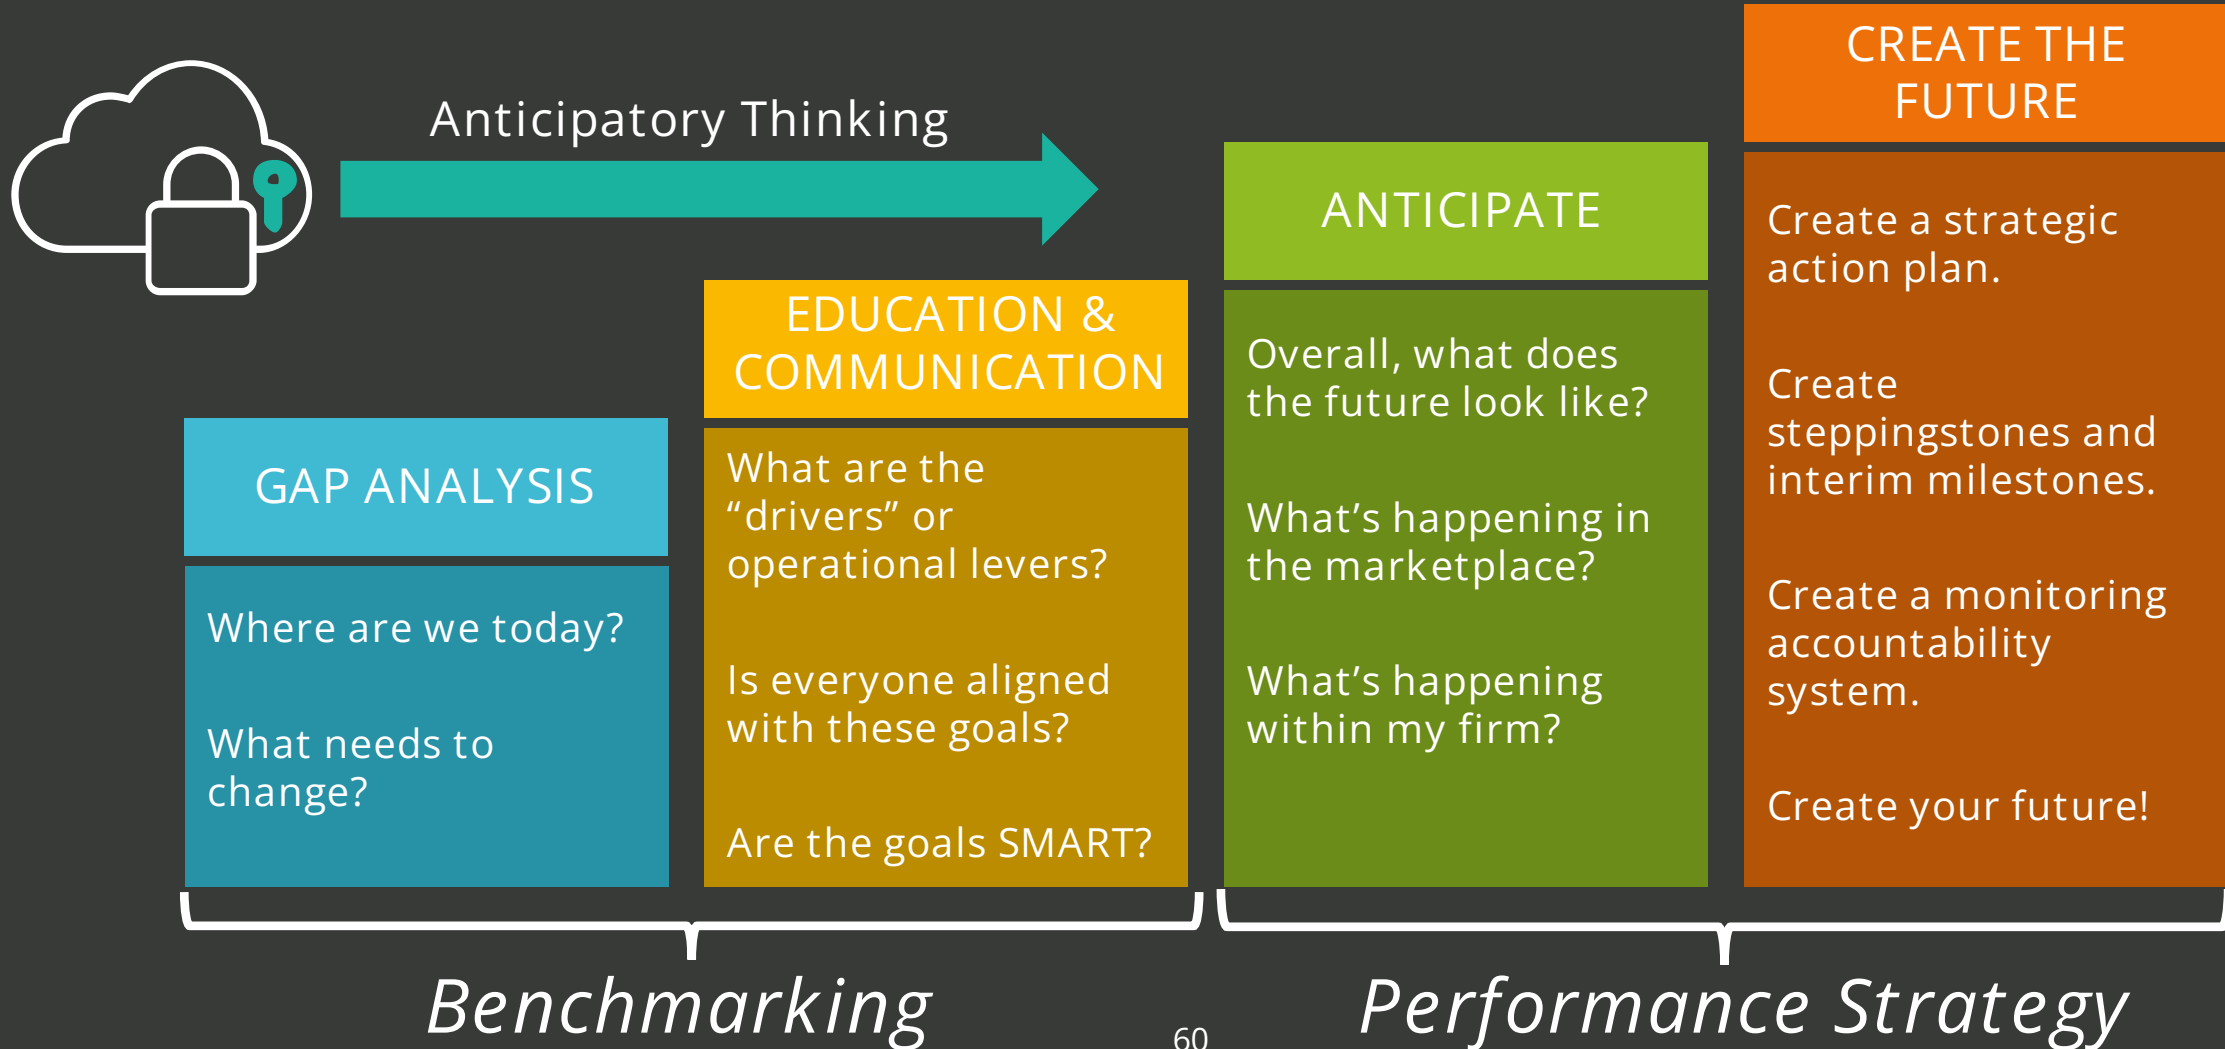 Anticipatory Thinking
GAP ANALYSIS
Where are we today?
What needs to
change?
EDUCATION &
COMMUNICATION
What are the
“drivers” or
operational levers?
Is everyone aligned
with these goals?
Are the goals SMART?
ANTICIPATE
Overall, what does
the future look like?
What’s happening in
the marketplace?
What’s happening
within my firm?
CREATE THE
FUTURE
Create a strategic
action plan.
Create
steppingstones and
interim milestones.
Create a monitoring
accountability
system.
Create your future!
Benchmarking
Performance Strategy
60